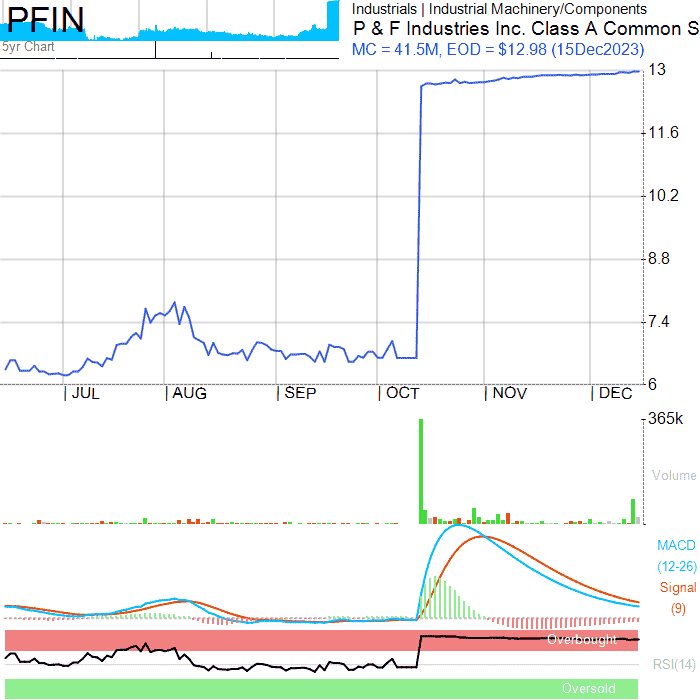 PFIN
5yr Chart
Industrials | Industrial Machinery/Components
P & F Industries Inc. Class A Common S
MC = 41.5M, EOD = $12.98 (15Dec2023)
13
11.6
10.2
8.8
7.4
6
JUL AUG SEP OCT NOV DEC
365k
Volume
MACD
(12-26)
Signal
(9)
Overbought
RSI(14)
Oversold